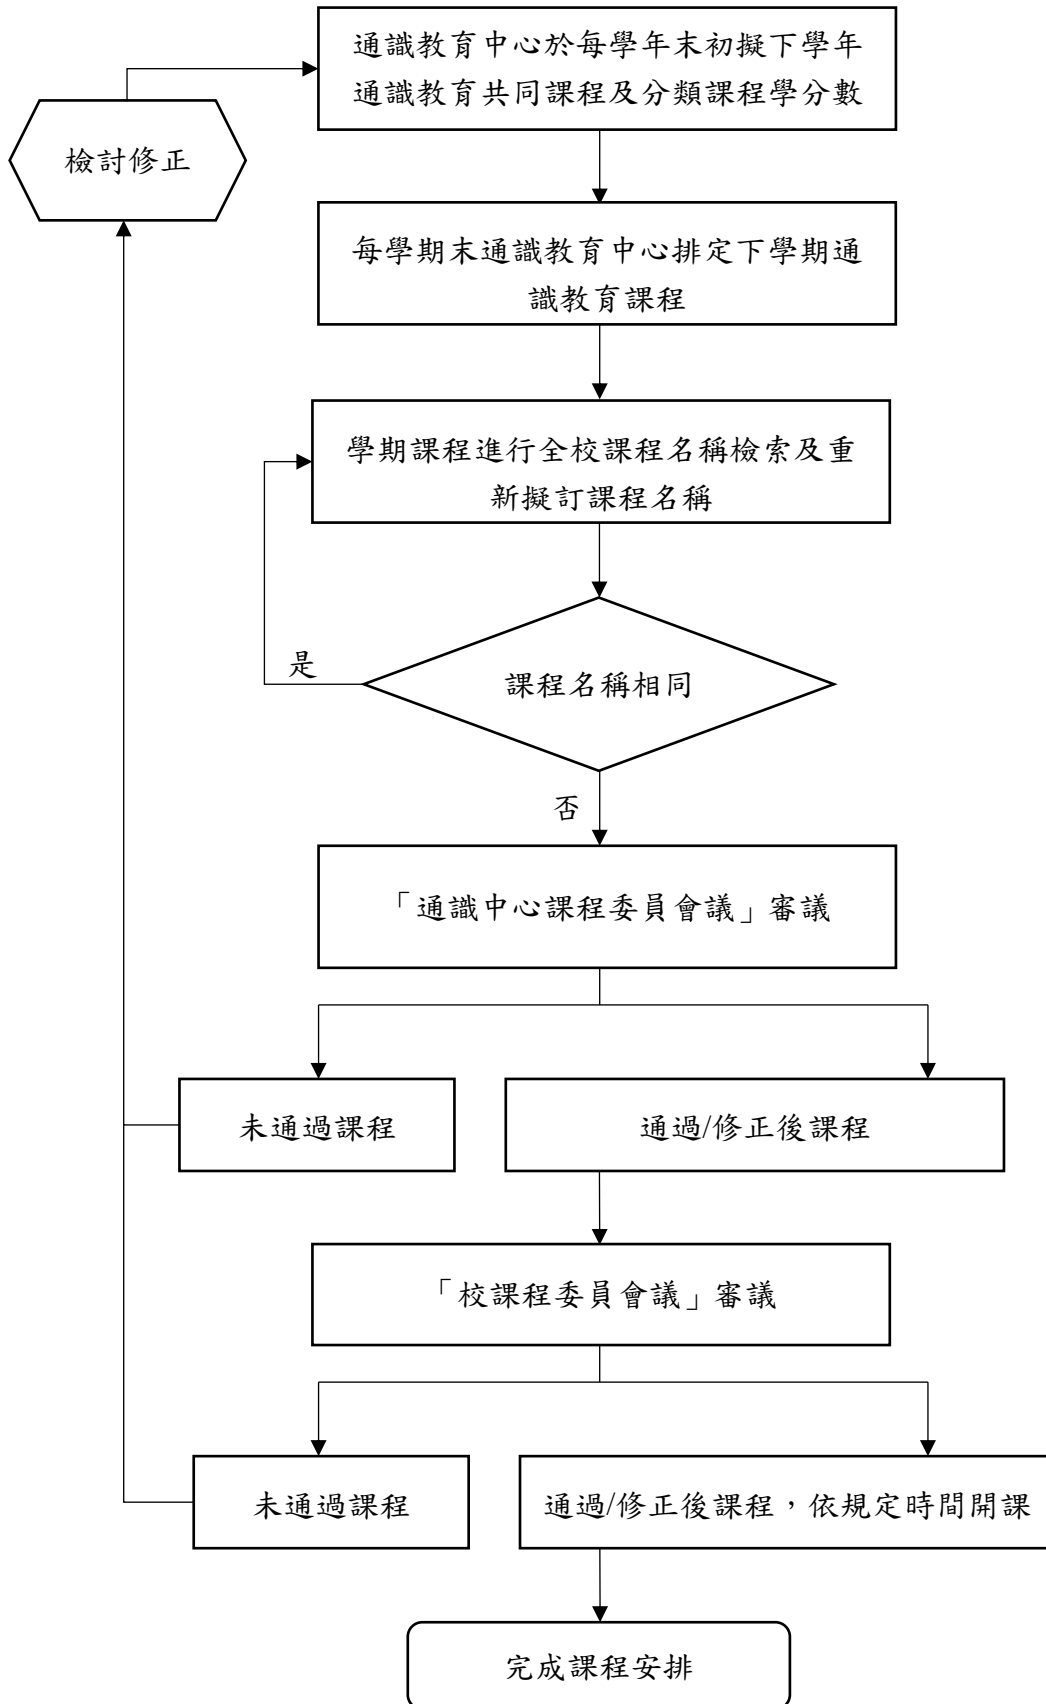 通識教育中心於每學年末初擬下學年
通識教育共同課程及分類課程學分數
檢討修正
每學期末通識教育中心排定下學期通
識教育課程
學期課程進行全校課程名稱檢索及重
新擬訂課程名稱
是
課程名稱相同
否
「通識中心課程委員會議」審議
未通過課程
通過/修正後課程
「校課程委員會議」審議
未通過課程
通過/修正後課程，依規定時間開課
完成課程安排